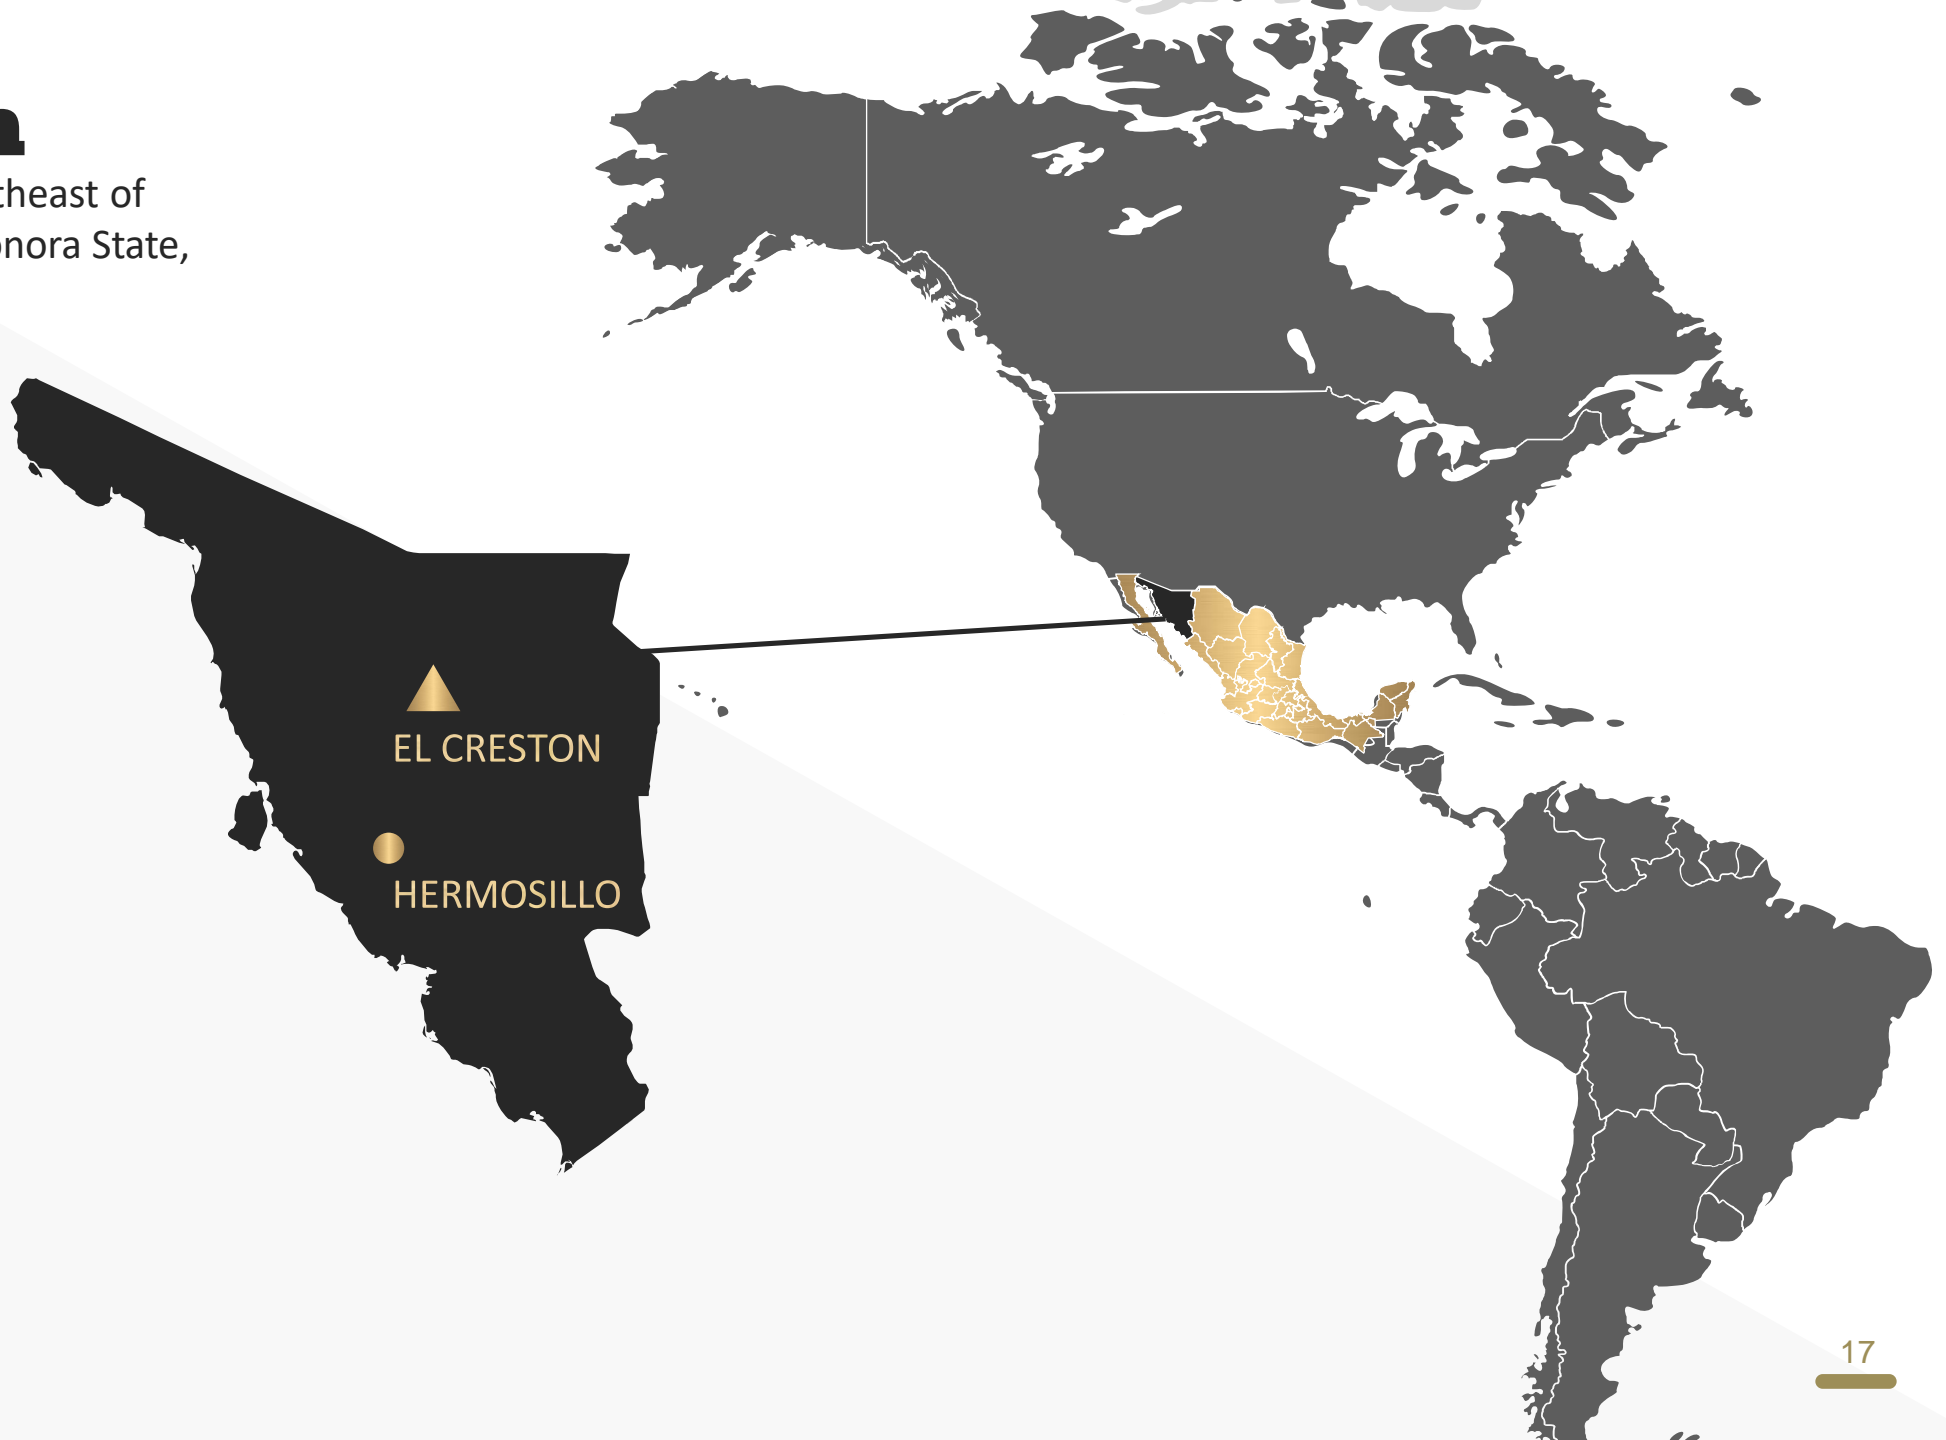 n
theast of
nora State,
EL CRESTON
HERMOSILLO
17